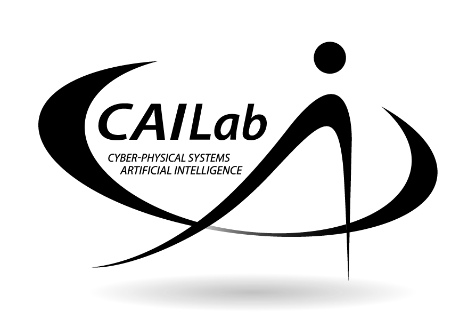 CAILab
CYBER-PHYSICAL SYSTEMS
ARTIFICIAL INTELLIGENCE